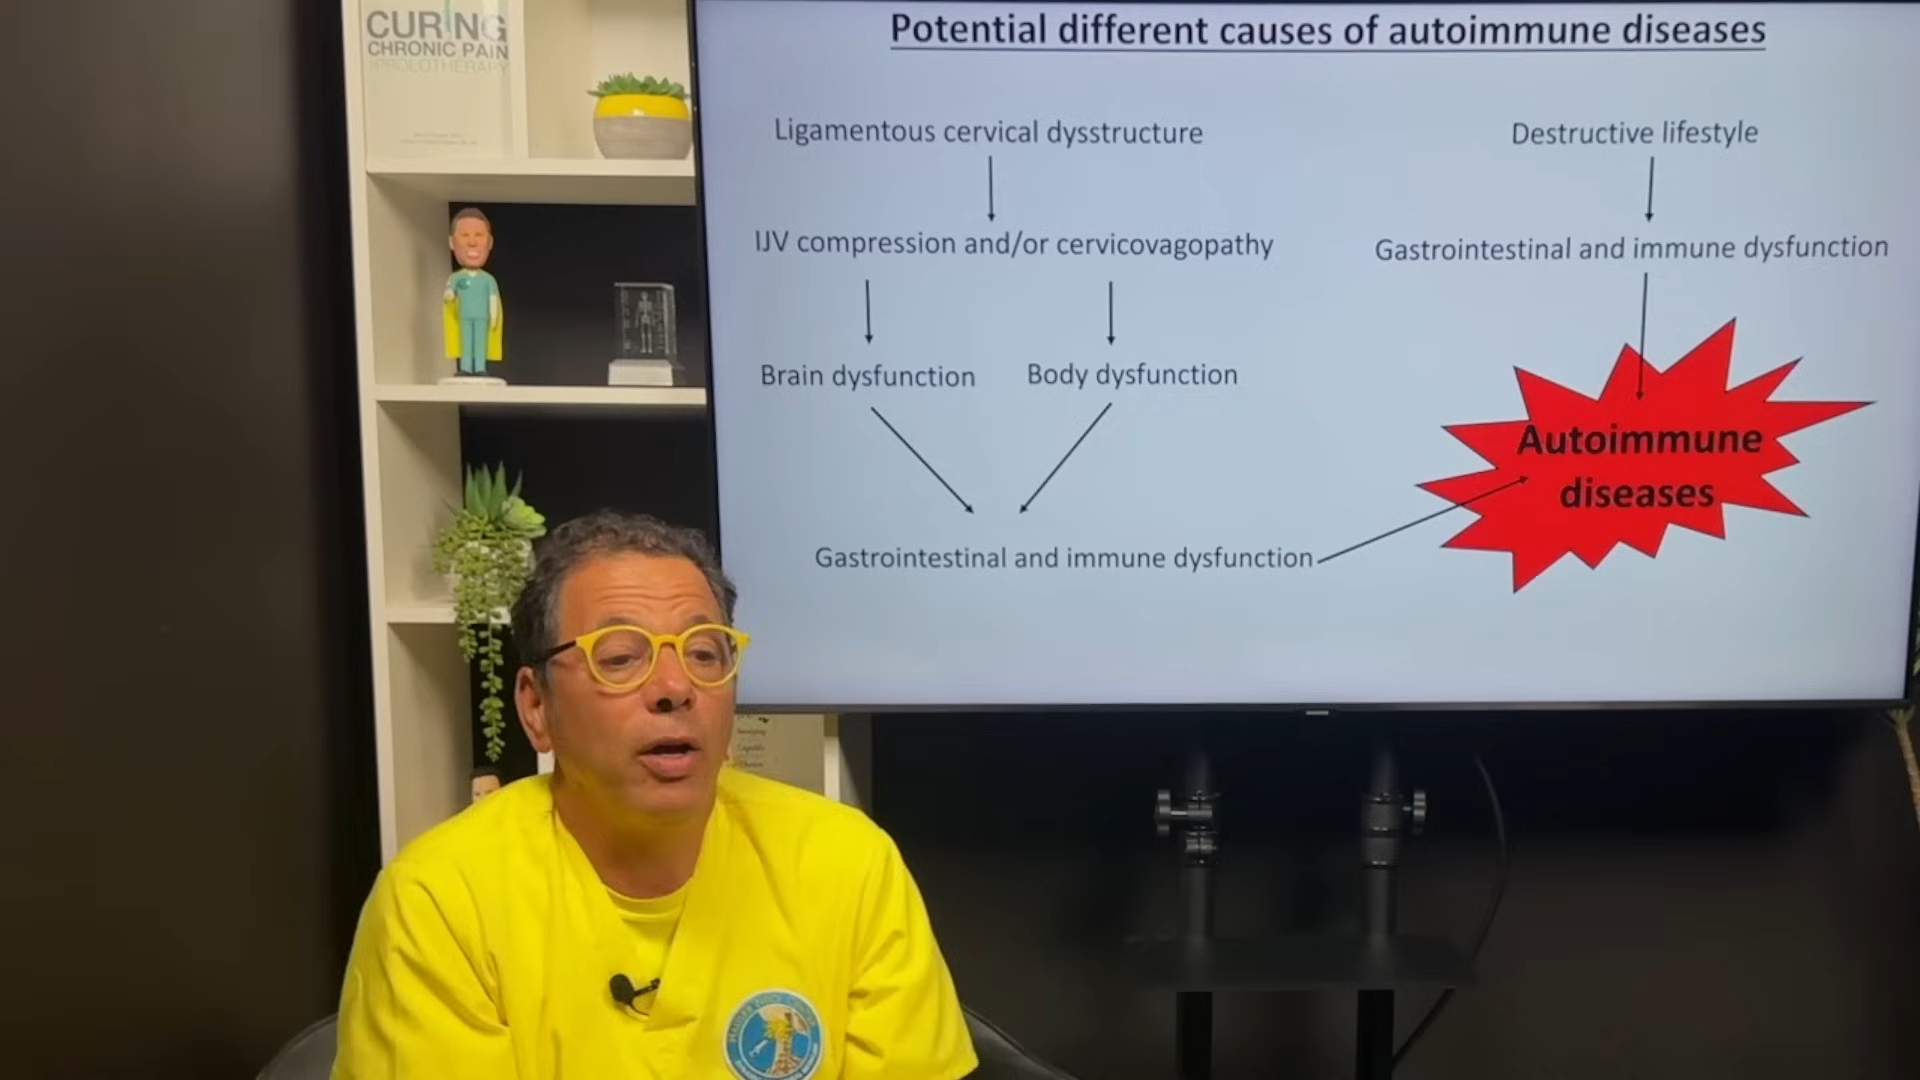 CURING
CHRONIC PAIN
PROLOTHERAPY
Potential different causes of autoimmune diseases
Ligamentous cervical dysstructure
Destructive lifestyle
IJV compression and/or cervicovagopathy
Gastrointestinal and immune dysfunction
Brain dysfunction
Body dysfunction
Autoimmune
diseases
Gastrointestinal and immune dysfunction